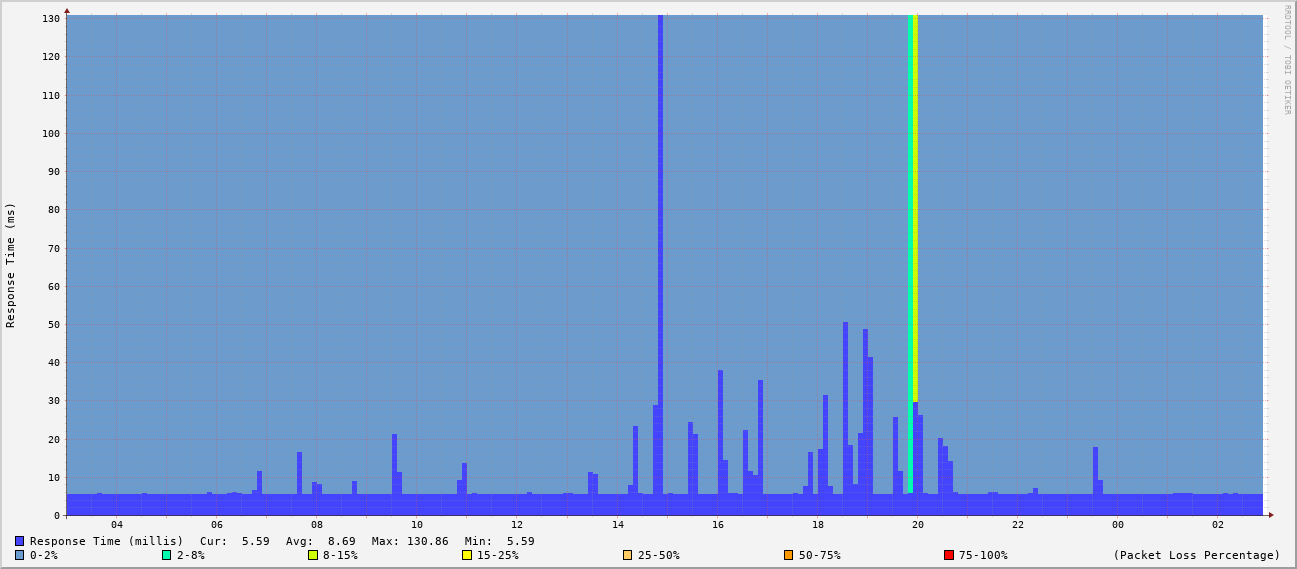 130
120
110
100
90
80
70
60
50
40
30
20
10
0
Response Time (ms)
04 06 08 10 12 14 16 18 20 22 00 02
RRDTOOL / TOBI OETIKER
Response Time (millis) Cur: 5.59 Avg: 8.69 Max: 130.86 Min: 5.59
0-2% 2-8% 8-15% 15-25% 25-50% 50-75% 75-100% (Packet Loss Percentage)